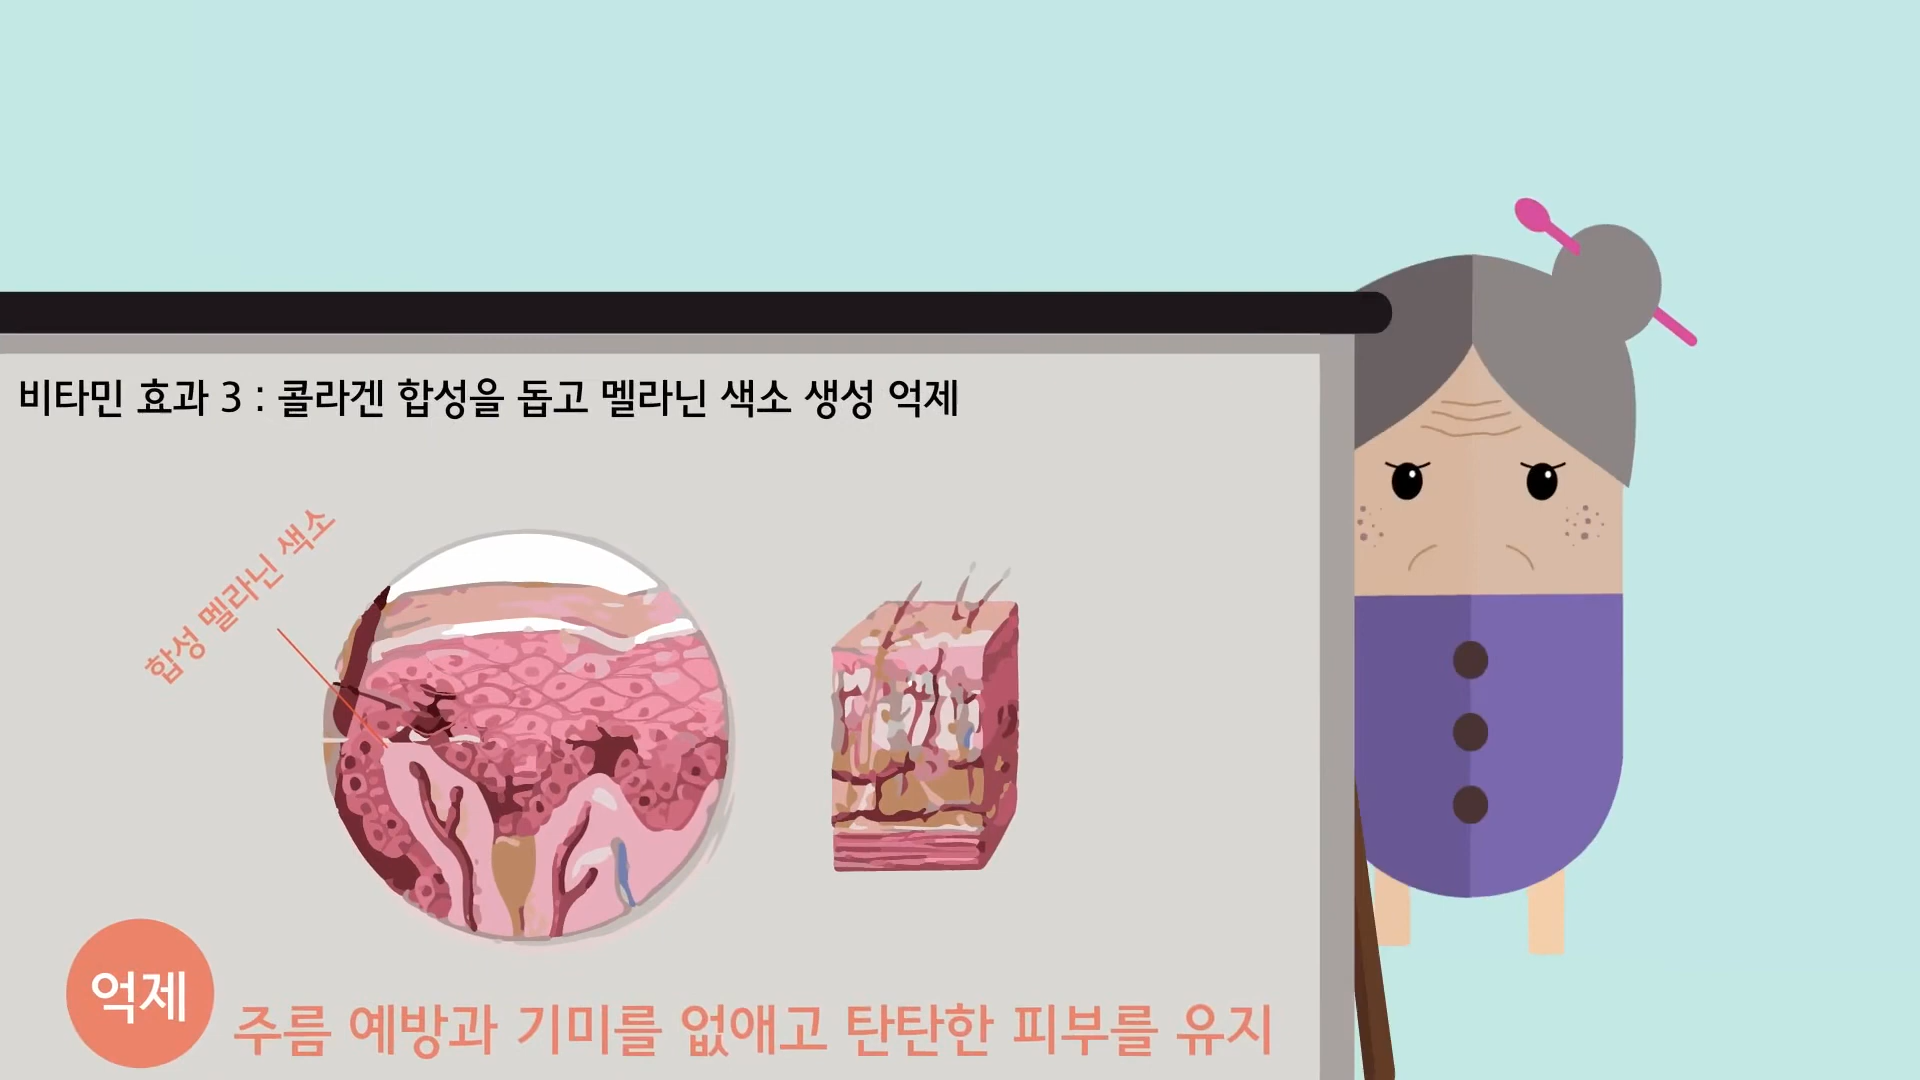 비타민 효과 3 : 콜라겐 합성을 돕고 멜라닌 색소 생성 억제
합성 멜라닌 색소
억제
주름 예방과 기미를 없애고 탄탄한 피부를 유지